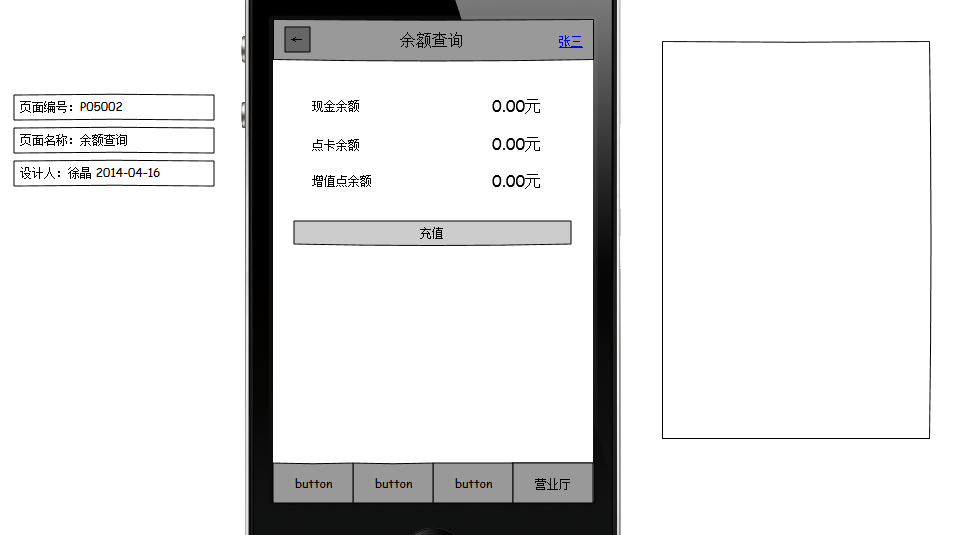 页面编号：P05002
页面名称：余额查询
设计人：徐晶 2014-04-16
← 余额查询 张三
现金余额 0.00元
点卡余额 0.00元
增值点余额 0.00元
充值
button button button 营业厅